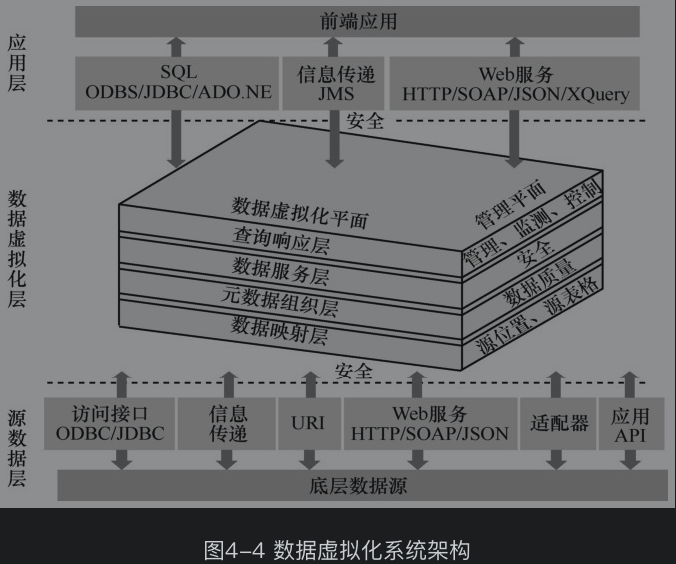 应用层
前端应用
SQL
ODBS/JDBC/ADO.NE
信息传递
JMS
Web服务
HTTP/SOAP/JSON/XQuery
安全
数据虚拟化层
数据虚拟化平面
查询响应层
数据服务层
元数据组织层
数据映射层
管理平面
管理、监测、控制
安全
数据质量
源位置、源表格
安全
源数据层
访问接口
ODBC/JDBC
信息
传递
URI
Web服务
HTTP/SOAP/JSON
适配器
应用
API
底层数据源
图4-4 数据虚拟化系统架构